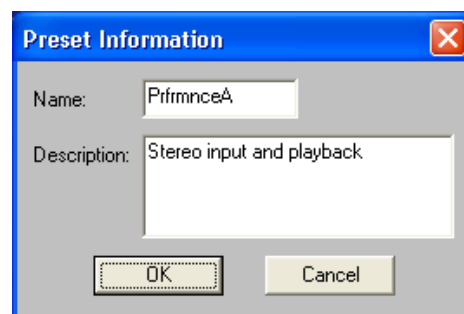 Preset Information
Name: PrfrmnceA
Description: Stereo input and playback
OK Cancel